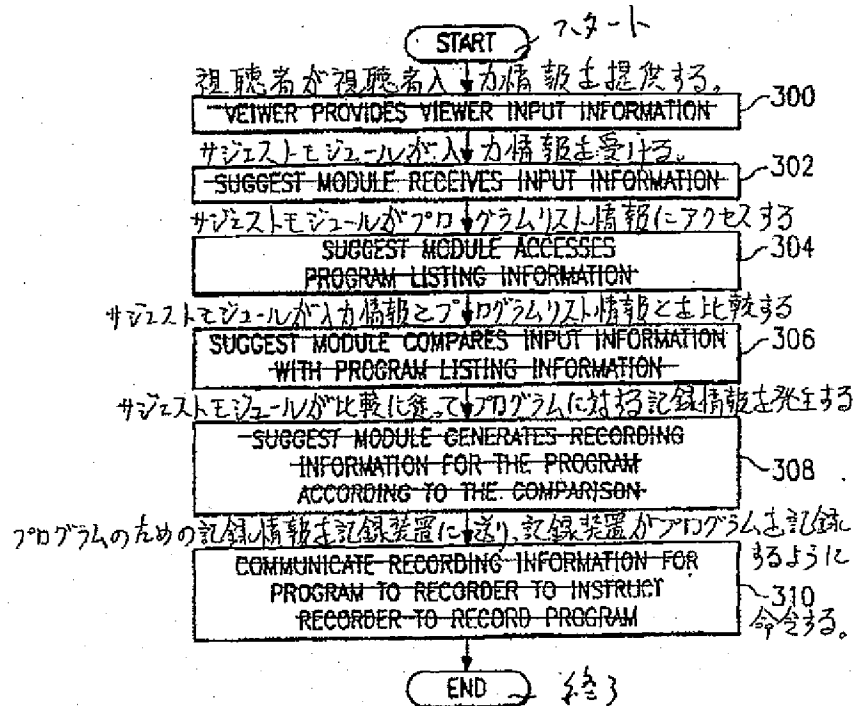 START
スタート
視聴者が視聴者入力情報を提供する。
VEIWER PROVIDES VIEWER INPUT INFORMATION
300
サジェストモジュールが入力情報を受ける。
SUGGEST MODULE RECEIVES INPUT INFORMATION
302
サジェストモジュールがプログラムリスト情報にアクセスする
SUGGEST MODULE ACCESSES
PROGRAM LISTING INFORMATION
304
サジェストモジュールが入力情報とプログラムリスト情報とを比較する
SUGGEST MODULE COMPARES INPUT INFORMATION
WITH PROGRAM LISTING INFORMATION
306
サジェストモジュールが比較に従ってプログラムに対する記録情報を発生する
SUGGEST MODULE GENERATES RECORDING
INFORMATION FOR THE PROGRAM
ACCORDING TO THE COMPARISON
308
プログラムのための記録情報を記録装置に送り、記録装置がプログラムを記録
するように
命令する。
COMMUNICATE RECORDING INFORMATION FOR
PROGRAM TO RECORDER TO INSTRUCT
RECORDER TO RECORD PROGRAM
310
END
終了